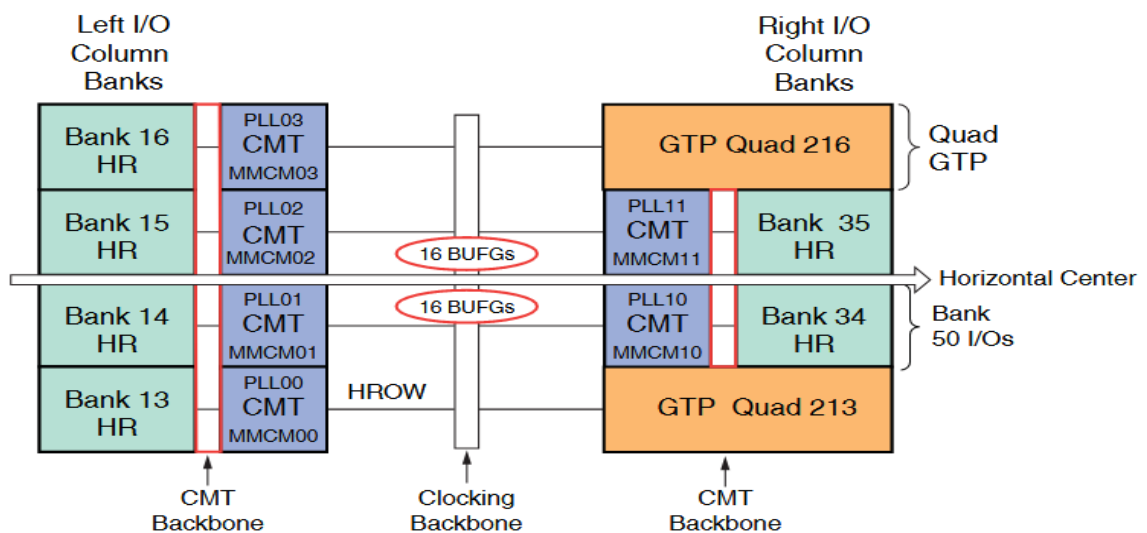 Left I/O
Column
Banks
Right I/O
Column
Banks
Bank 16
HR
PLL03
CMT
MMCM03
GTP Quad 216
Quad
GTP
Bank 15
HR
PLL02
CMT
MMCM02
16 BUFGs
PLL11
CMT
MMCM11
Bank 35
HR
Horizontal Center
Bank 14
HR
PLL01
CMT
MMCM01
16 BUFGs
PLL10
CMT
MMCM10
Bank 34
HR
Bank
50 I/Os
Bank 13
HR
PLL00
CMT
MMCM00
HROW
GTP Quad 213
CMT
Backbone
Clocking
Backbone
CMT
Backbone